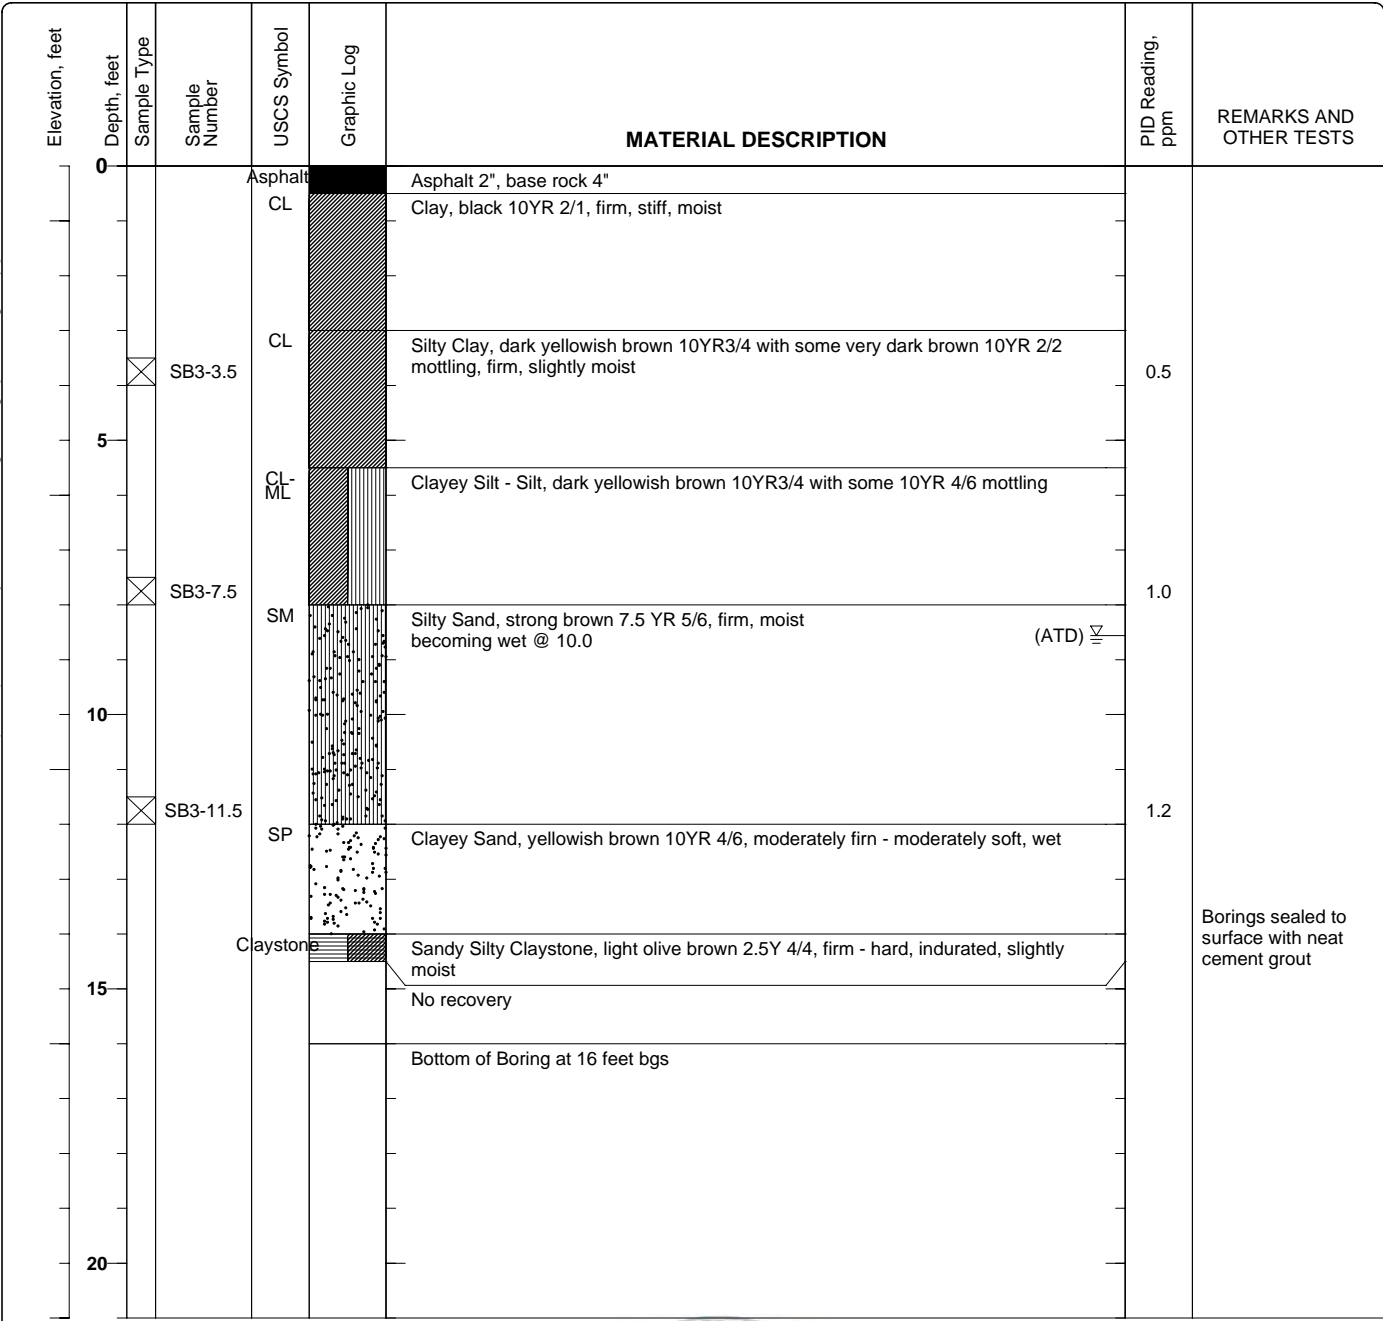 Elevation, feet
Depth, feet
Sample Type
Sample
Number
USCS Symbol
Graphic Log
MATERIAL DESCRIPTION
PID Reading,
ppm
REMARKS AND
OTHER TESTS
0
Asphalt
Asphalt 2", base rock 4"
CL
Clay, black 10YR 2/1, firm, stiff, moist
CL
Silty Clay, dark yellowish brown 10YR3/4 with some very dark brown 10YR 2/2
mottling, firm, slightly moist
SB3-3.5
0.5
5
CL-
ML
Clayey Silt - Silt, dark yellowish brown 10YR3/4 with some 10YR 4/6 mottling
SB3-7.5
1.0
SM
Silty Sand, strong brown 7.5 YR 5/6, firm, moist
becoming wet @ 10.0
(ATD)
10
SB3-11.5
1.2
SP
Clayey Sand, yellowish brown 10YR 4/6, moderately firn - moderately soft, wet
Claystone
Sandy Silty Claystone, light olive brown 2.5Y 4/4, firm - hard, indurated, slightly
moist
Borings sealed to
surface with neat
cement grout
15
No recovery
Bottom of Boring at 16 feet bgs
20